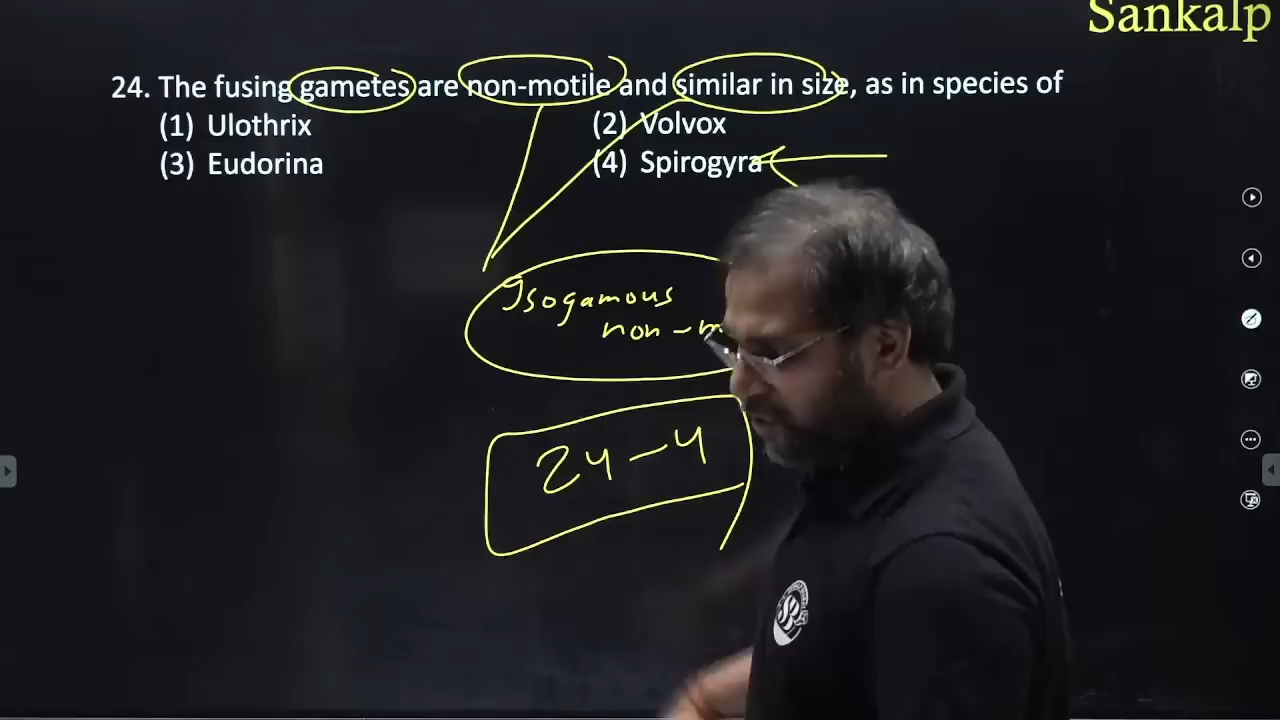 Sankalp
24. The fusing gametes are non-motile and similar in size, as in species of
(1) Ulothrix (2) Volvox
(3) Eudorina (4) Spirogyra
Isogamous
non-m
24-4